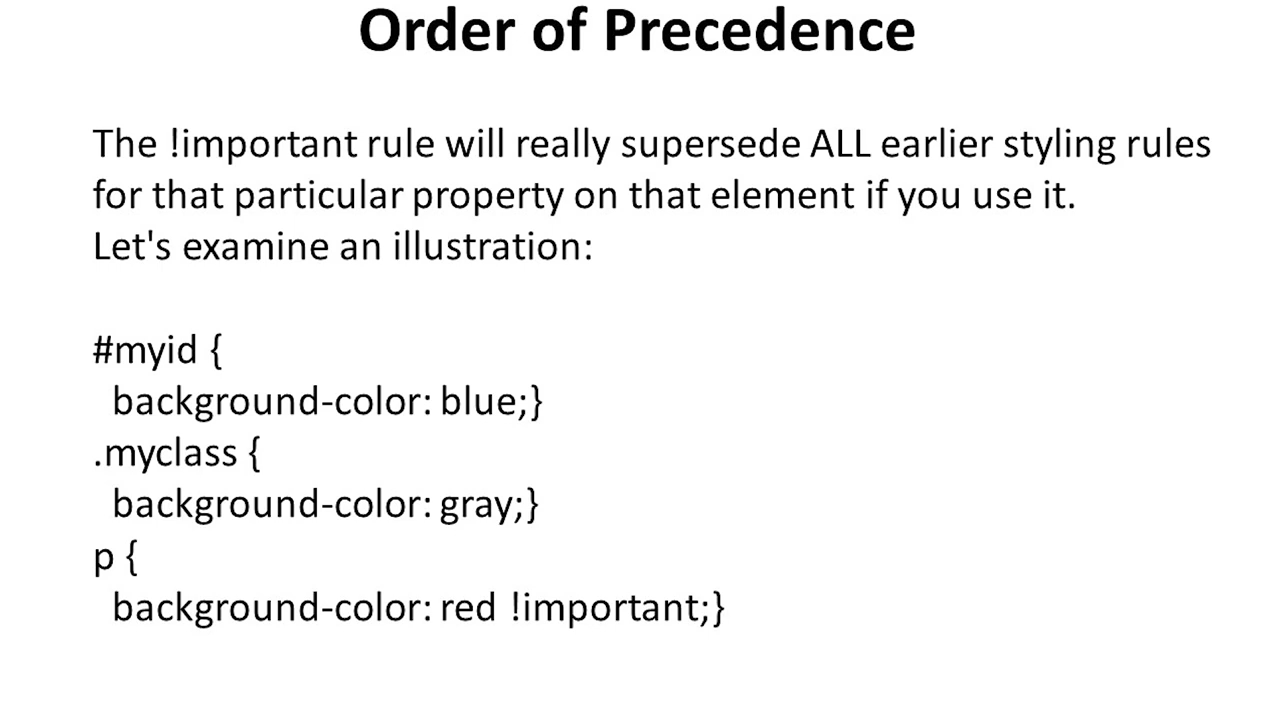 Order of Precedence
The !important rule will really supersede ALL earlier styling rules
for that particular property on that element if you use it.
Let's examine an illustration:
#myid {
background-color: blue;}
.myclass {
background-color: gray;}
p {
background-color: red !important;}